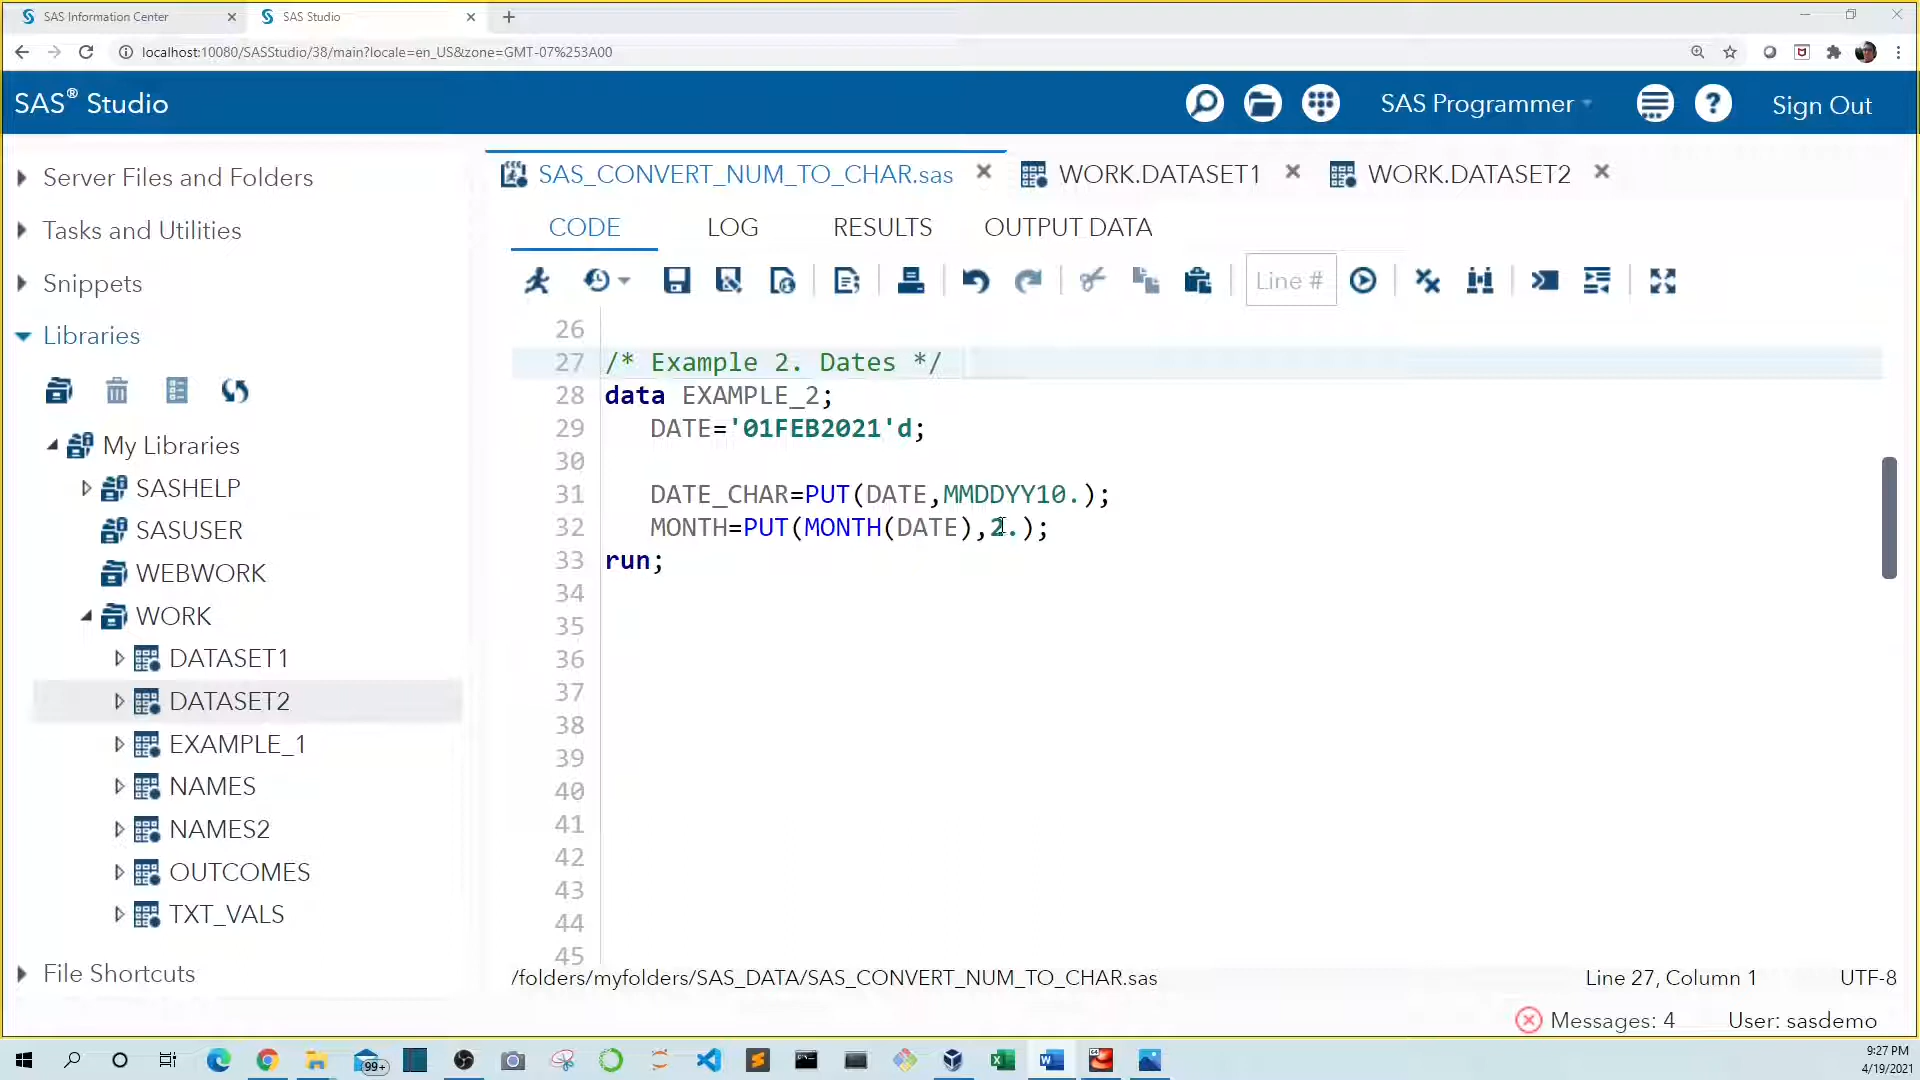 SAS Information Center
SAS Studio
localhost:10080/SASStudio/38/main?locale=en_US&zone=GMT-07%253A00
SAS® Studio
SAS Programmer
Sign Out
Server Files and Folders
Tasks and Utilities
Snippets
Libraries
My Libraries
SASHELP
SASUSER
WEBWORK
WORK
DATASET1
DATASET2
EXAMPLE_1
NAMES
NAMES2
OUTCOMES
TXT_VALS
File Shortcuts
SAS_CONVERT_NUM_TO_CHAR.sas
WORK.DATASET1
WORK.DATASET2
CODE LOG RESULTS OUTPUT DATA
Line #
26
27 /* Example 2. Dates */
28 data EXAMPLE_2;
29 DATE='01FEB2021'd;
30
31 DATE_CHAR=PUT(DATE,MMDDYY10.);
32 MONTH=PUT(MONTH(DATE),2.);
33 run;
34
35
36
37
38
39
40
41
42
43
44
45
/folders/myfolders/SAS_DATA/SAS_CONVERT_NUM_TO_CHAR.sas
Line 27, Column 1
UTF-8
Messages: 4
User: sasdemo
99+
9:27 PM
4/19/2021